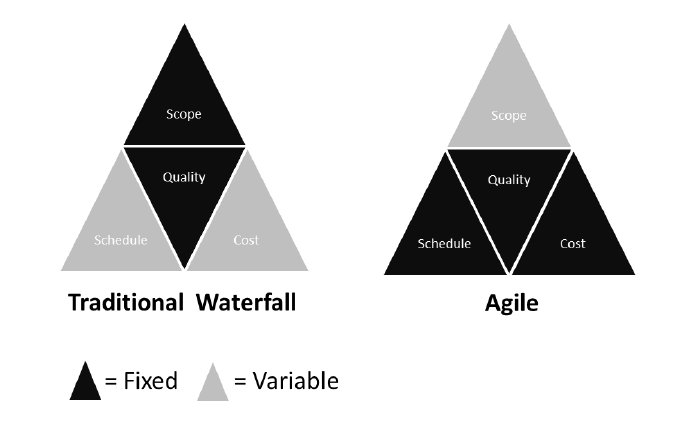 Scope
Quality
Schedule
Cost
Traditional Waterfall
Scope
Quality
Schedule
Cost
Agile
= Fixed
= Variable